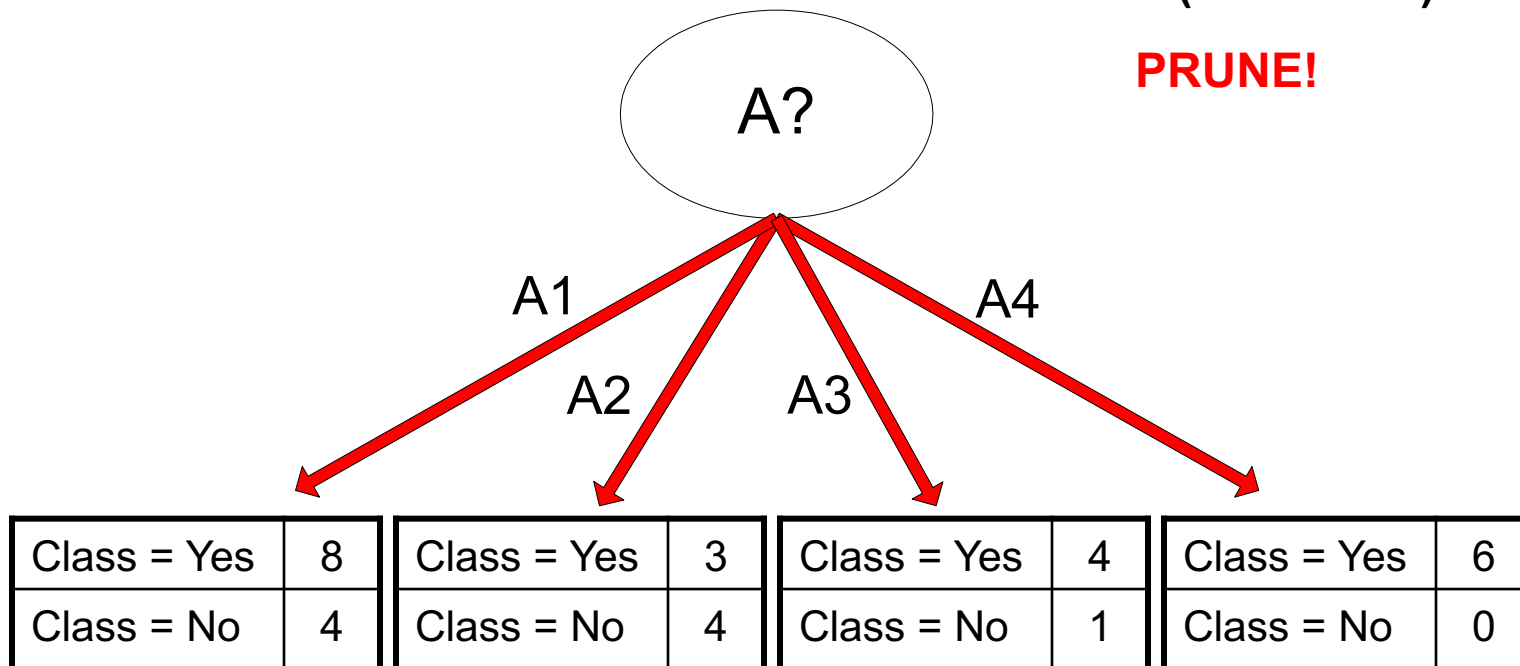 PRUNE!
A?
A1
A4
A2
A3
Class = Yes 8 Class = Yes 3 Class = Yes 4 Class = Yes 6
Class = No 4 Class = No 4 Class = No 1 Class = No 0